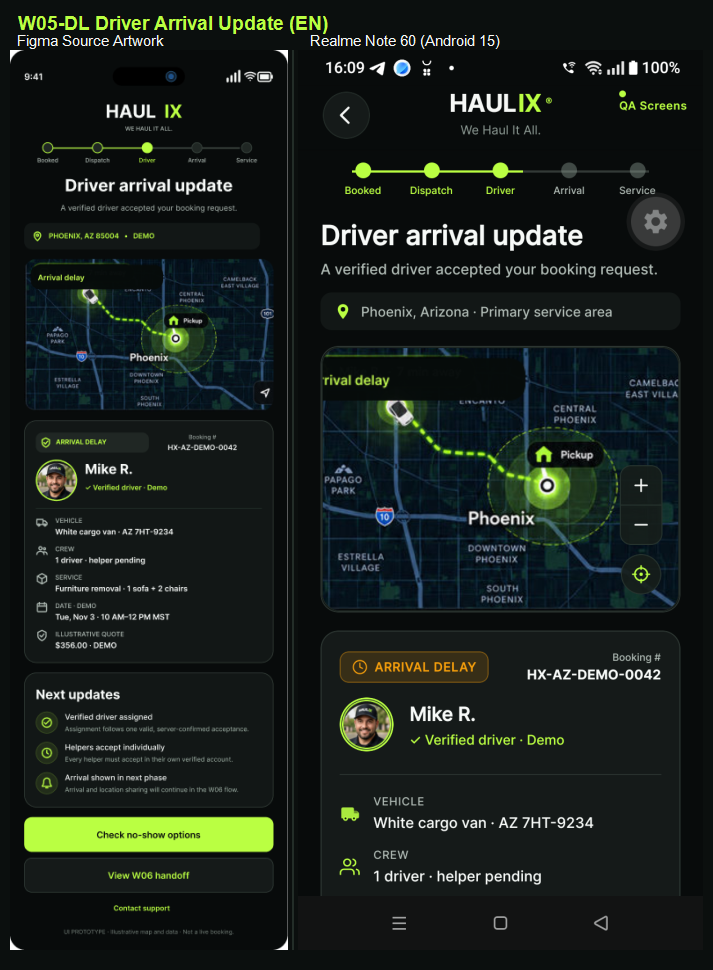 W05-DL Driver Arrival Update (EN)
Figma Source Artwork
9:41
HAUL IX
WE HAUL IT ALL.
Booked Dispatch Driver Arrival Service
Driver arrival update
A verified driver accepted your booking request.
PHOENIX, AZ 85004 • DEMO
Arrival delay
CAMELBACK
EAST VILLAGE
CENTRAL
PHOENIX
Pickup
PAPAGO
PARK
10
Phoenix
DOWNTOWN
PHOENIX
ESTRELLA
VILLAGE
SOUTH
PHOENIX
ARRIVAL DELAY
Booking #
HX-AZ-DEMO-0042
Mike R.
✓ Verified driver · Demo
VEHICLE
White cargo van · AZ 7HT-9234
CREW
1 driver · helper pending
SERVICE
Furniture removal · 1 sofa + 2 chairs
DATE · DEMO
Tue, Nov 3 · 10 AM–12 PM MST
ILLUSTRATIVE QUOTE
$356.00 · DEMO
Next updates
Verified driver assigned
Assignment follows one valid, server-confirmed acceptance.
Helpers accept individually
Every helper must accept in their own verified account.
Arrival shown in next phase
Arrival and location sharing will continue in the W06 flow.
Check no-show options
View W06 handoff
Contact support
UI PROTOTYPE · Illustrative map and data · Not a live booking.
Realme Note 60 (Android 15)
16:09
100%
HAULIX®
We Haul It All.
QA Screens
Booked Dispatch Driver Arrival Service
Driver arrival update
A verified driver accepted your booking request.
Phoenix, Arizona · Primary service area
rival delay
ENCANTO
CAMELBAC
EAST VILLA
CENTRAL
PHOENIX
Pickup
PAPAGO
PARK
10
Phoenix
DOWNTOWN
PHOENIX
ESTRELLA
VILLAGE
SOUTH
PHOENIX
ARRIVAL DELAY
Booking #
HX-AZ-DEMO-0042
Mike R.
✓ Verified driver · Demo
VEHICLE
White cargo van · AZ 7HT-9234
CREW
1 driver · helper pending